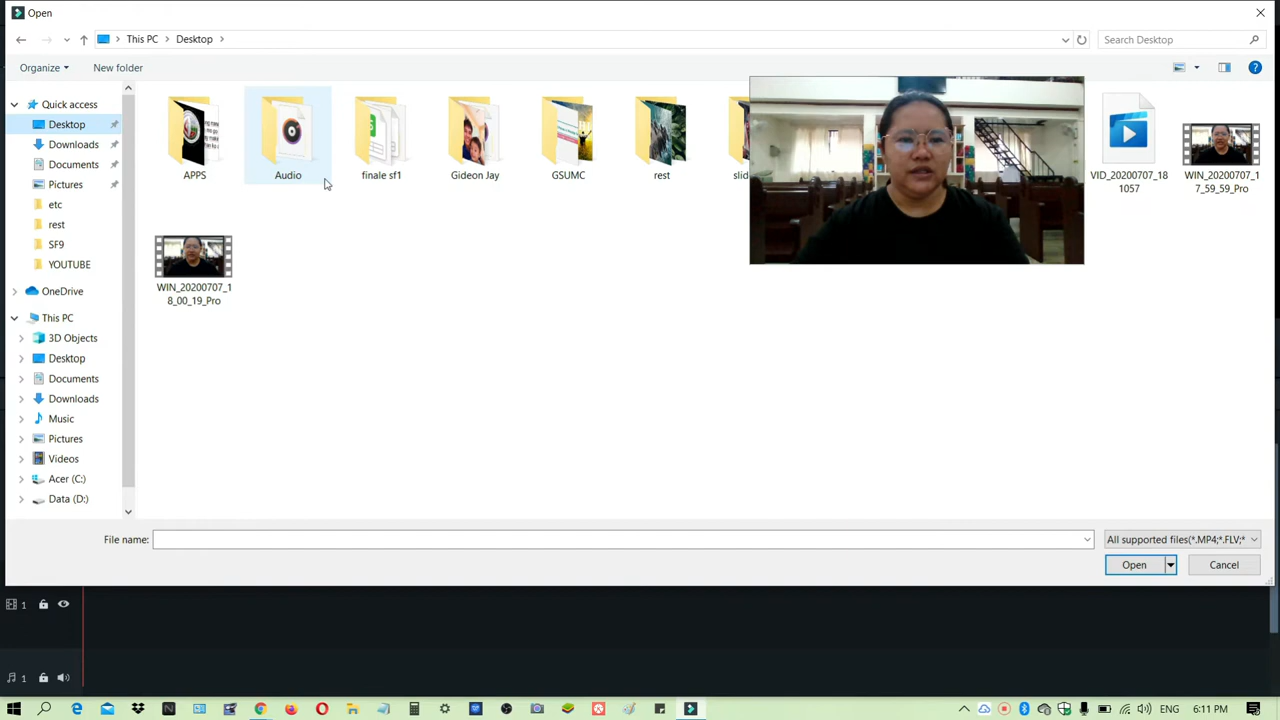 Open
This PC > Desktop >
Search Desktop
Organize
New folder
Quick access
Desktop
Downloads
Documents
Pictures
etc
rest
SF9
YOUTUBE
OneDrive
This PC
3D Objects
Desktop
Documents
Downloads
Music
Pictures
Videos
Acer (C:)
Data (D:)
APPS
Audio
finale sf1
Gideon Jay
GSUMC
rest
slid
VID_20200707_18
1057
WIN_20200707_1
7_59_59_Pro
WIN_20200707_1
8_00_19_Pro
File name:
All supported files(*.MP4;*.FLV;*
Open
Cancel
1
1
ENG
6:11 PM